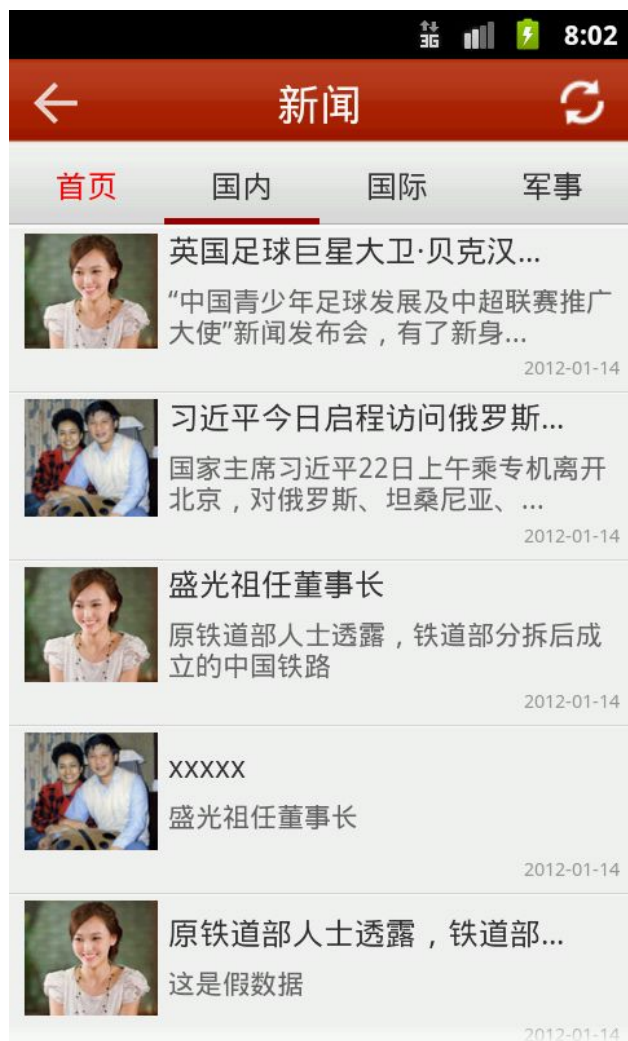 3G 8:02
新闻
首页 国内 国际 军事
英国足球巨星大卫·贝克汉...
“中国青少年足球发展及中超联赛推广
大使”新闻发布会，有了新身...
2012-01-14
习近平今日启程访问俄罗斯...
国家主席习近平22日上午乘专机离开
北京，对俄罗斯、坦桑尼亚、...
2012-01-14
盛光祖任董事长
原铁道部人士透露，铁道部分拆后成
立的中国铁路
2012-01-14
xxxxx
盛光祖任董事长
2012-01-14
原铁道部人士透露，铁道部...
这是假数据
2012-01-14